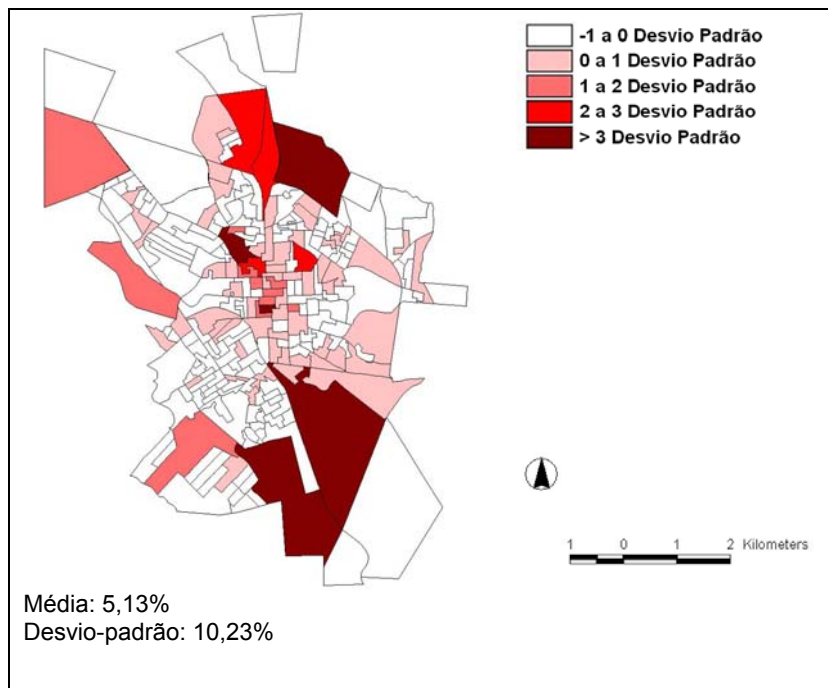 -1 a 0 Desvio Padrão
0 a 1 Desvio Padrão
1 a 2 Desvio Padrão
2 a 3 Desvio Padrão
> 3 Desvio Padrão
1 0 1 2 Kilometers
Média: 5,13%
Desvio-padrão: 10,23%